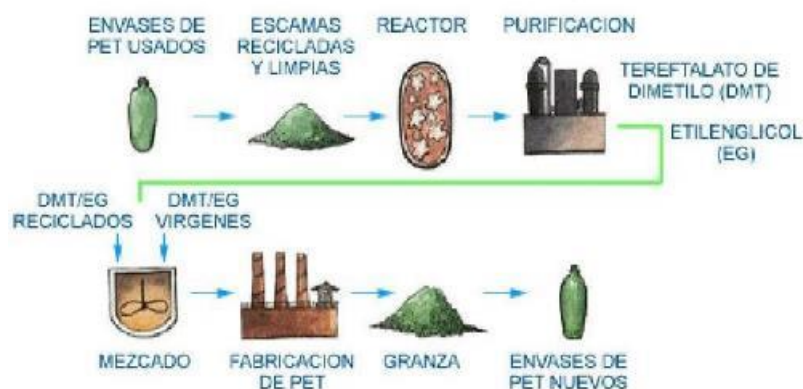 ENVASES DE
PET USADOS
ESCAMAS
RECICLADAS
Y LIMPIAS
REACTOR
PURIFICACION
TEREFTALATO DE
DIMETILO (DMT)
ETILENGLICOL
(EG)
DMT/EG
RECICLADOS
DMT/EG
VIRGENES
MEZCADO
FABRICACION
DE PET
GRANZA
ENVASES DE
PET NUEVOS